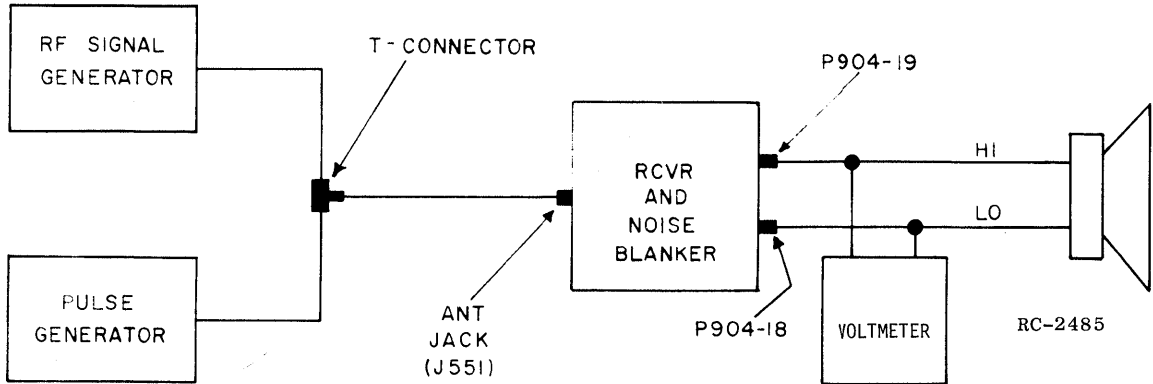 RF SIGNAL
GENERATOR
T-CONNECTOR
P904-19
RCVR
AND
NOISE
BLANKER
HI
LO
PULSE
GENERATOR
ANT
JACK
(J551)
P904-18
VOLTMETER
RC-2485